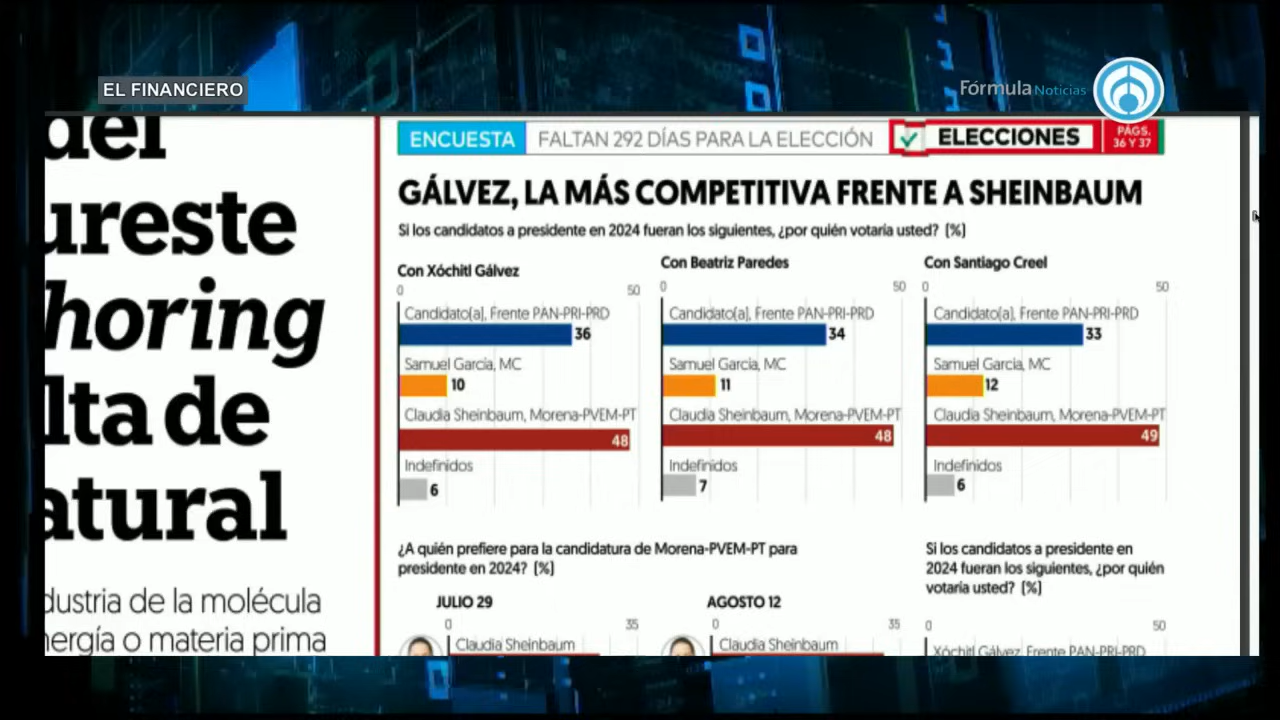 EL FINANCIERO
Fórmula Noticias
del
ureste
horing
lta de
atural
dustria de la molécula
nergía o materia prima
ENCUESTA FALTAN 292 DÍAS PARA LA ELECCIÓN ELECCIONES PÁGS. 36 Y 37
GÁLVEZ, LA MÁS COMPETITIVA FRENTE A SHEINBAUM
Si los candidatos a presidente en 2024 fueran los siguientes, ¿por quién votaría usted? (%)
Con Xóchitl Gálvez
0 50
Candidato(a), Frente PAN-PRI-PRD
36
Samuel García, MC
10
Claudia Sheinbaum, Morena-PVEM-PT
48
Indefinidos
6
Con Beatriz Paredes
0 50
Candidato(a), Frente PAN-PRI-PRD
34
Samuel García, MC
11
Claudia Sheinbaum, Morena-PVEM-PT
48
Indefinidos
7
Con Santiago Creel
0 50
Candidato(a), Frente PAN-PRI-PRD
33
Samuel García, MC
12
Claudia Sheinbaum, Morena-PVEM-PT
49
Indefinidos
6
¿A quién prefiere para la candidatura de Morena-PVEM-PT para
presidente en 2024? (%)
JULIO 29
0 35
Claudia Sheinbaum
AGOSTO 12
0 35
Claudia Sheinbaum
Si los candidatos a presidente en
2024 fueran los siguientes, ¿por quién
votaría usted? (%)
0 50
Xóchitl Gálvez, Frente PAN-PRI-PRD